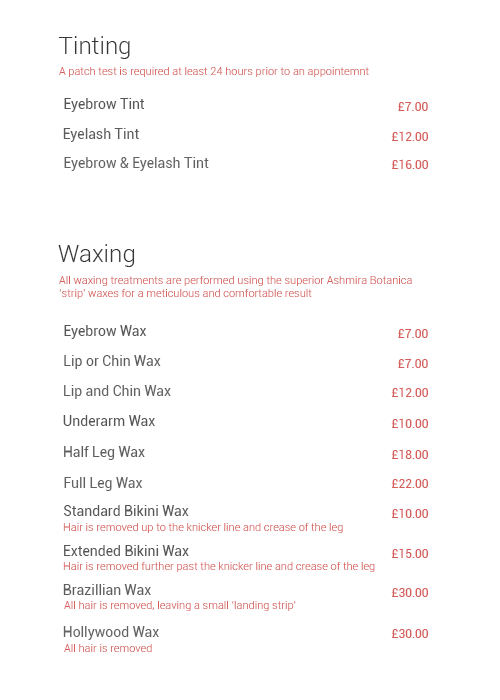 Tinting
A patch test is required at least 24 hours prior to an appointemnt
Eyebrow Tint £7.00
Eyelash Tint £12.00
Eyebrow & Eyelash Tint £16.00
Waxing
All waxing treatments are performed using the superior Ashmira Botanica
'strip' waxes for a meticulous and comfortable result
Eyebrow Wax £7.00
Lip or Chin Wax £7.00
Lip and Chin Wax £12.00
Underarm Wax £10.00
Half Leg Wax £18.00
Full Leg Wax £22.00
Standard Bikini Wax £10.00
Hair is removed up to the knicker line and crease of the leg
Extended Bikini Wax £15.00
Hair is removed further past the knicker line and crease of the leg
Brazillian Wax £30.00
All hair is removed, leaving a small 'landing strip'
Hollywood Wax £30.00
All hair is removed